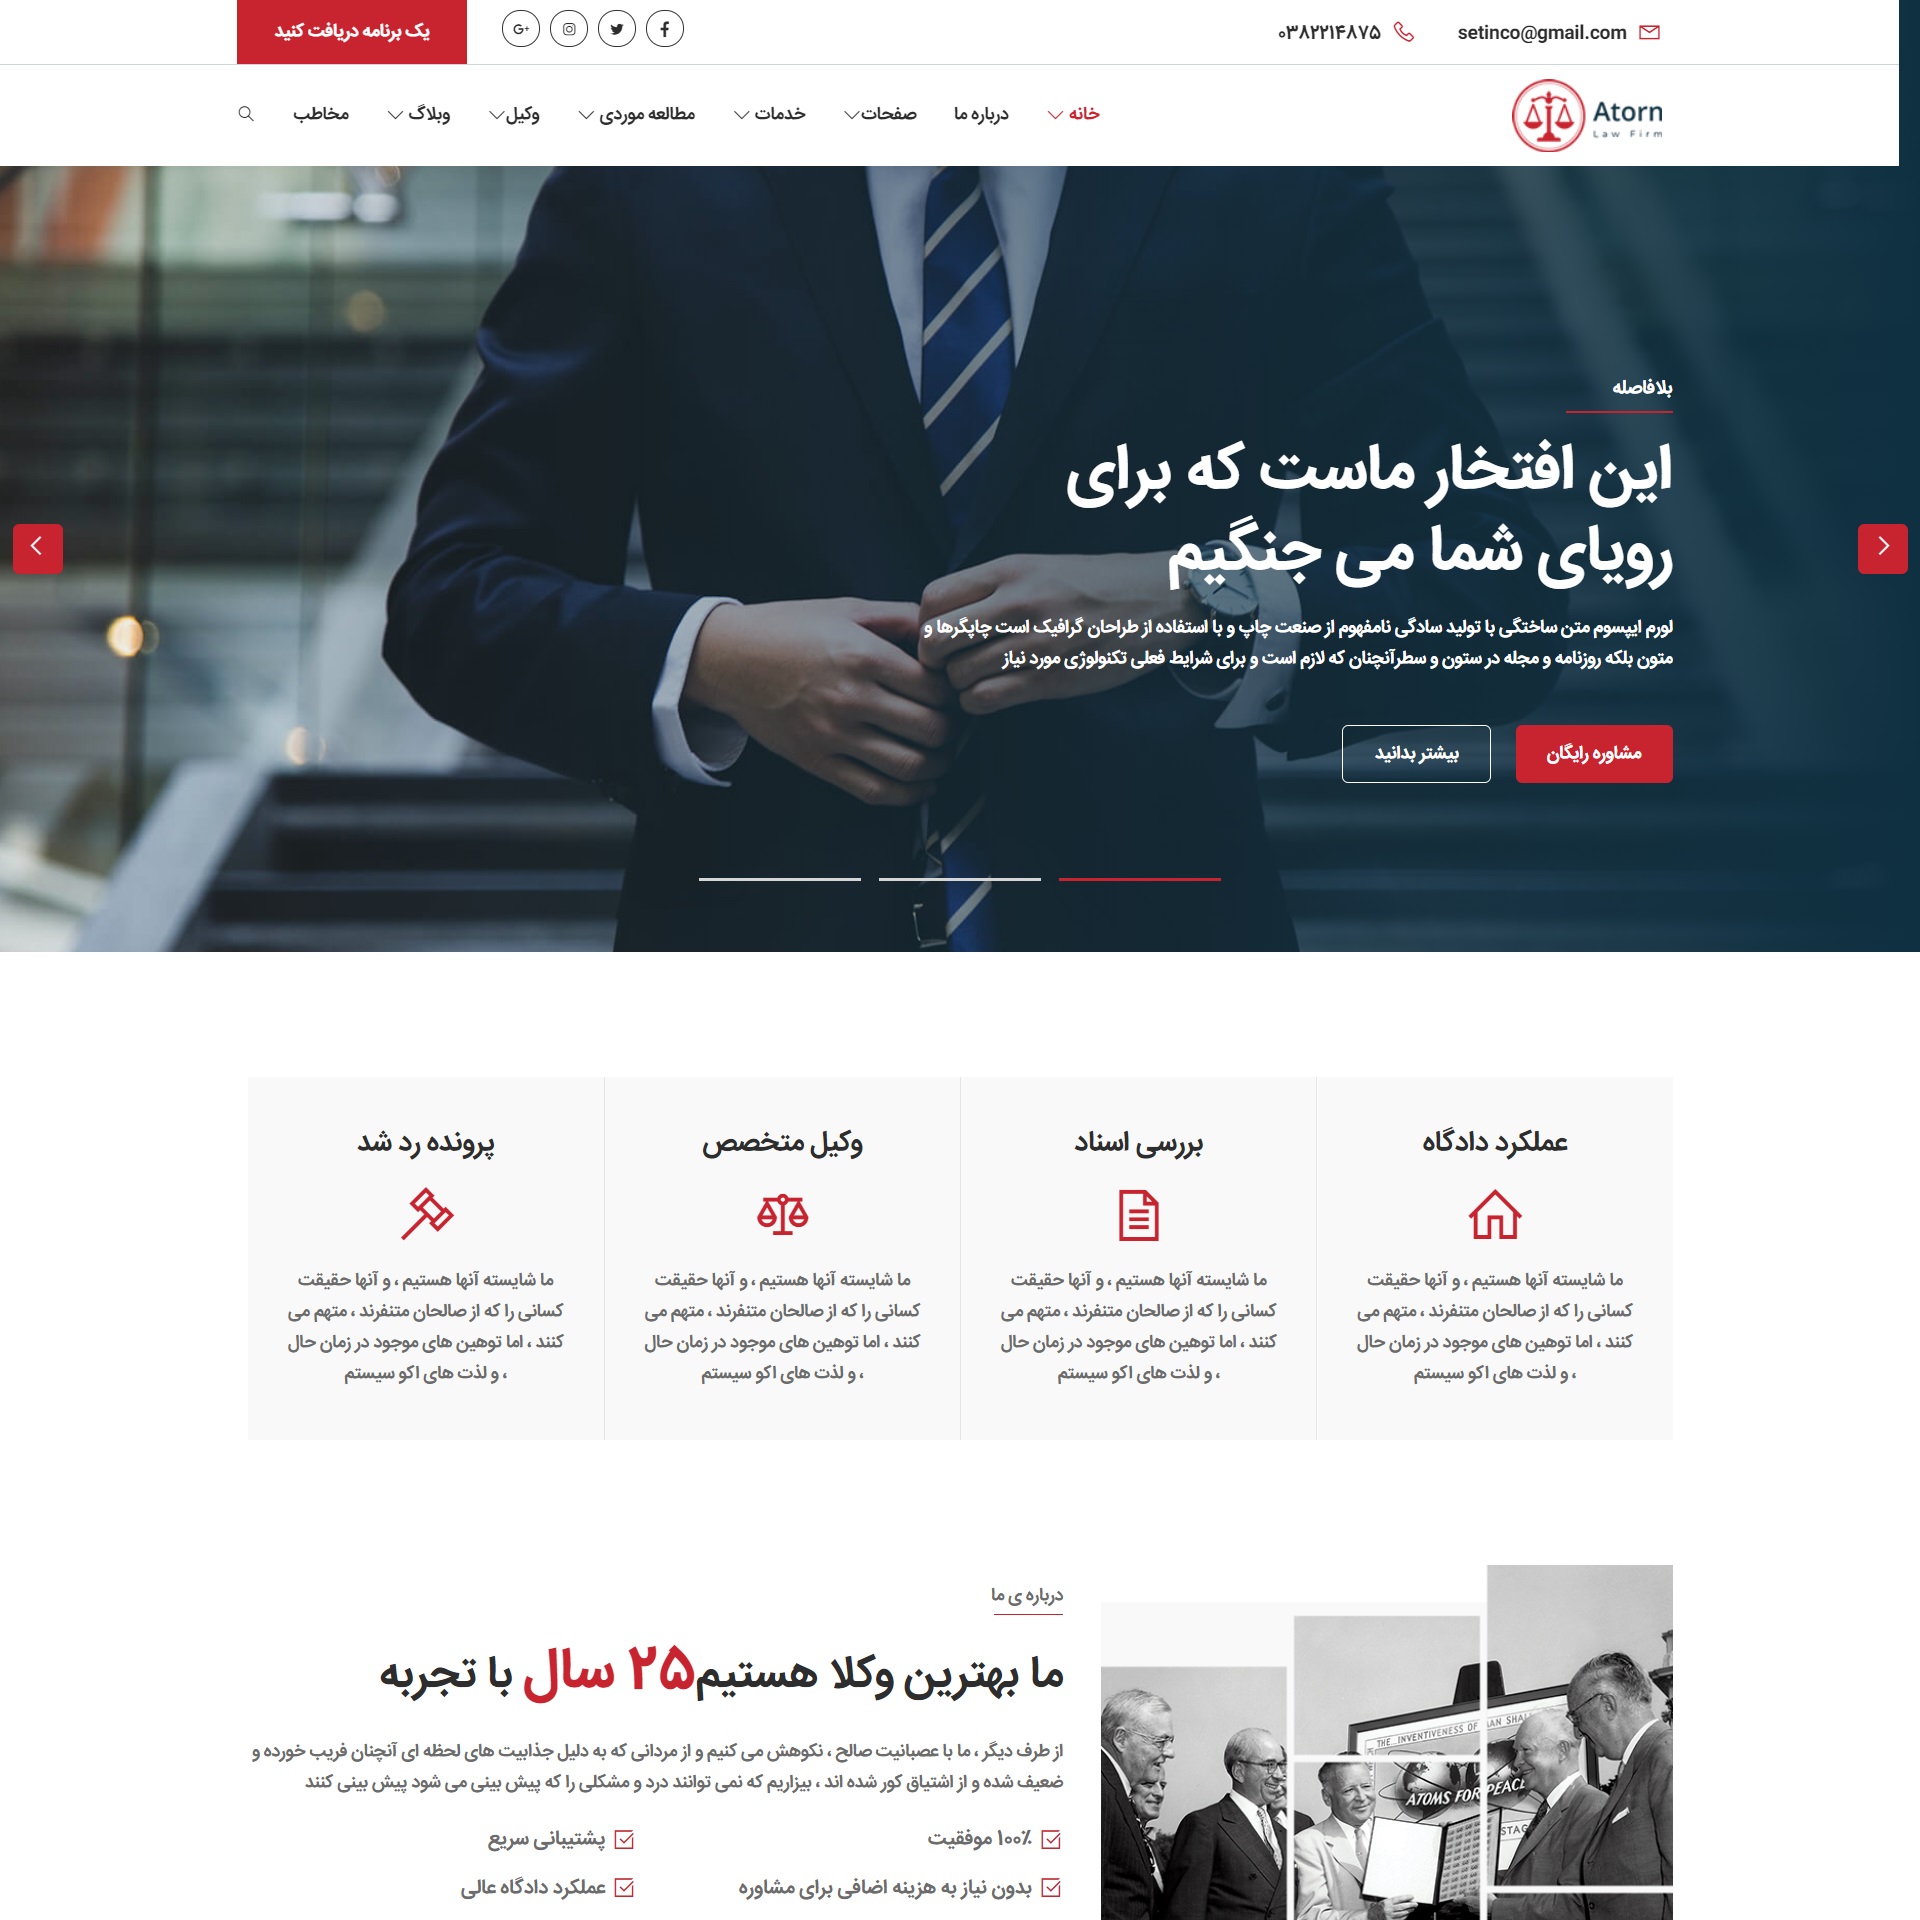 setinco@gmail.com
۰۳۸۲۲۱۴۸۷۵
یک برنامه دریافت کنید
Atorn
Law Firm
خانه
درباره ما
صفحات
خدمات
مطالعه موردی
وکیل
وبلاگ
مخاطب
بلافاصله
این افتخار ماست که برای
رویای شما می جنگیم
لورم ایپسوم متن ساختگی با تولید سادگی نامفهوم از صنعت چاپ و با استفاده از طراحان گرافیک است چاپگرها و
متون بلکه روزنامه و مجله در ستون و سطرآنچنان که لازم است و برای شرایط فعلی تکنولوژی مورد نیاز
مشاوره رایگان
بیشتر بدانید
عملکرد دادگاه
ما شایسته آنها هستیم ، و آنها حقیقت
کسانی را که از صالحان متنفرند ، متهم می
کنند ، اما توهین های موجود در زمان حال
، و لذت های اکو سیستم
بررسی اسناد
ما شایسته آنها هستیم ، و آنها حقیقت
کسانی را که از صالحان متنفرند ، متهم می
کنند ، اما توهین های موجود در زمان حال
، و لذت های اکو سیستم
وکیل متخصص
ما شایسته آنها هستیم ، و آنها حقیقت
کسانی را که از صالحان متنفرند ، متهم می
کنند ، اما توهین های موجود در زمان حال
، و لذت های اکو سیستم
پرونده رد شد
ما شایسته آنها هستیم ، و آنها حقیقت
کسانی را که از صالحان متنفرند ، متهم می
کنند ، اما توهین های موجود در زمان حال
، و لذت های اکو سیستم
درباره ی ما
ما بهترین وکلا هستیم۲۵ سال با تجربه
از طرف دیگر ، ما با عصبانیت صالح ، نکوهش می کنیم و از مردانی که به دلیل جذابیت های لحظه ای آنچنان فریب خورده و
ضعیف شده و از اشتیاق کور شده اند ، بیزاریم که نمی توانند درد و مشکلی را که پیش بینی می شود پیش بینی کنند
۱۰۰٪ موفقیت
پشتیبانی سریع
بدون نیاز به هزینه اضافی برای مشاوره
عملکرد دادگاه عالی
THE...INVENTIVENESS OF MAN SHALL
ATOMS FOR PEACE
STAG